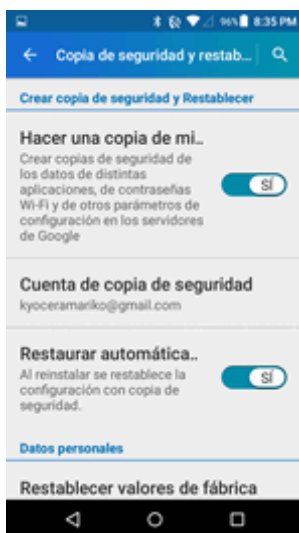 96% 8:35 PM
Copia de seguridad y restab...
Crear copia de seguridad y Restablecer
Hacer una copia de mi..
Crear copias de seguridad de
los datos de distintas
aplicaciones, de contraseñas
Wi-Fi y de otros parámetros de
configuración en los servidores
de Google
SÍ
Cuenta de copia de seguridad
kyoceramariko@gmail.com
Restaurar automática..
Al reinstalar se restablece la
configuración con copia de
seguridad.
SÍ
Datos personales
Restablecer valores de fábrica